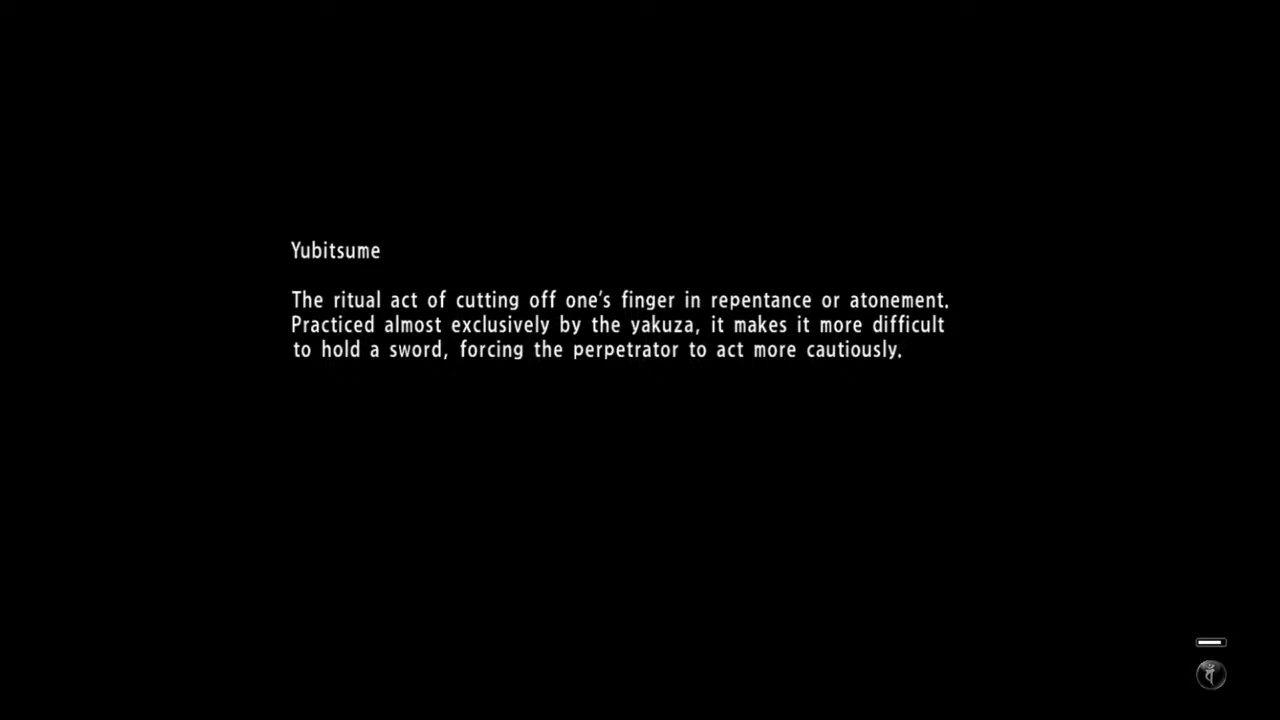 Yubitsume
The ritual act of cutting off one's finger in repentance or atonement.
Practiced almost exclusively by the yakuza, it makes it more difficult
to hold a sword, forcing the perpetrator to act more cautiously.